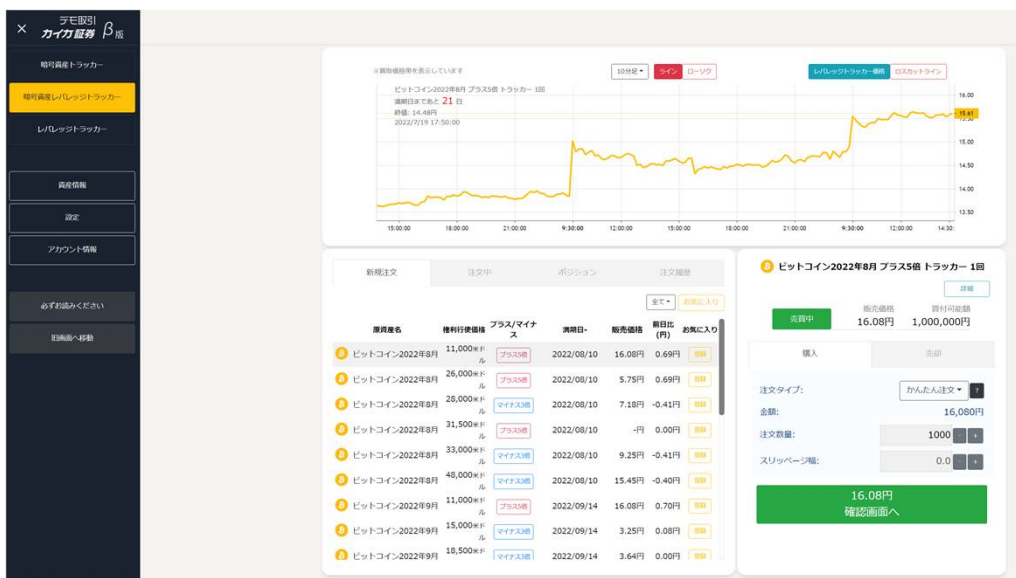 ×
デモ取引
カイカ証券 β版
暗号資産トラッカー
暗号資産レバレッジトラッカー
レバレッジトラッカー
資産情報
設定
アカウント情報
必ずお読みください
旧画面へ移動
※買取価格帯を表示しています
10分足
ライン
ローソク
レバレッジトラッカー価格
ロスカットライン
ビットコイン2022年8月 プラス5倍 トラッカー 1回
満期日まであと 21 日
終値: 14.48円
2022/7/19 17:50:00
16.00
15.61
15.50
15.00
14.50
14.00
13.50
15:00:00 18:00:00 21:00:00 9:30:00 12:00:00 15:00:00 18:00:00 21:00:00 9:30:00 12:00:00 14:30:
新規注文 注文中 ポジション 注文履歴
全て
お気に入り
原資産名 権利行使価格 プラス/マイナス 満期日 販売価格 前日比(円) お気に入り
ビットコイン2022年8月 11,000米ドル プラス5倍 2022/08/10 16.08円 0.69円 登録
ビットコイン2022年8月 26,000米ドル プラス5倍 2022/08/10 5.75円 0.69円 登録
ビットコイン2022年8月 28,000米ドル マイナス3倍 2022/08/10 7.18円 -0.41円 登録
ビットコイン2022年8月 31,500米ドル プラス5倍 2022/08/10 -円 0.00円 登録
ビットコイン2022年8月 33,000米ドル マイナス3倍 2022/08/10 9.25円 -0.41円 登録
ビットコイン2022年8月 48,000米ドル マイナス3倍 2022/08/10 15.45円 -0.40円 登録
ビットコイン2022年9月 11,000米ドル プラス5倍 2022/09/14 16.08円 0.70円 登録
ビットコイン2022年9月 15,000米ドル マイナス3倍 2022/09/14 3.25円 0.08円 登録
ビットコイン2022年9月 18,500米ドル マイナス3倍 2022/09/14 3.64円 0.00円 登録
ビットコイン2022年8月 プラス5倍 トラッカー 1回
詳細
売買中
販売価格 買付可能額
16.08円 1,000,000円
購入 売却
注文タイプ: かんたん注文 ?
金額: 16,080円
注文数量: 1000 - +
スリッページ幅: 0.0 - +
16.08円
確認画面へ